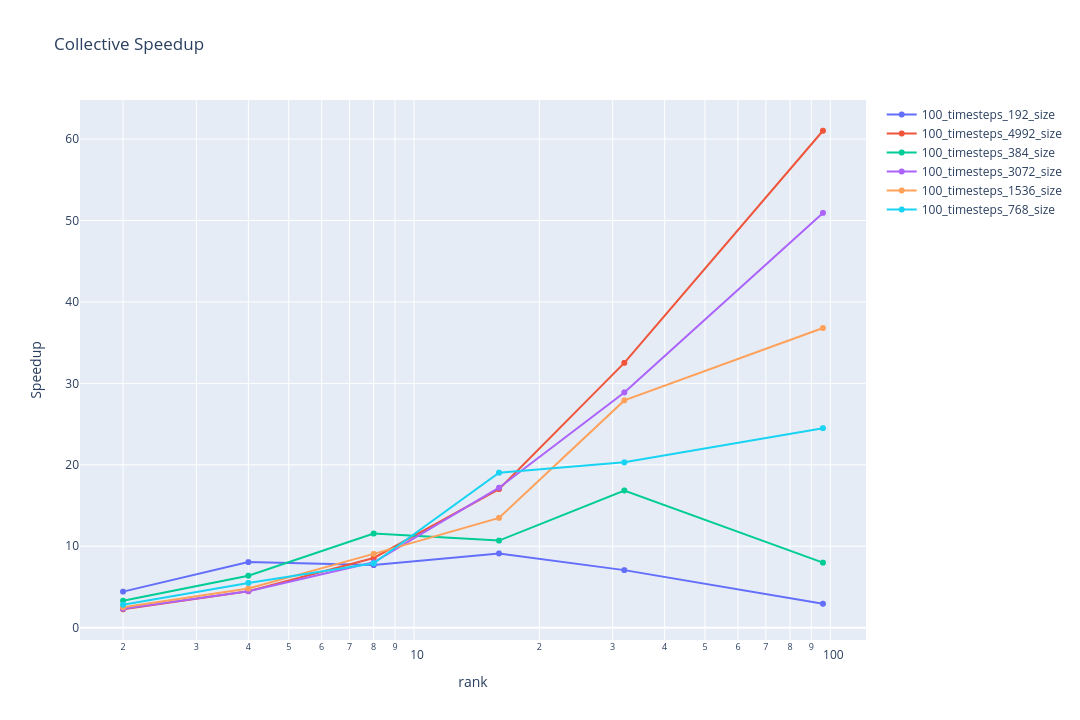 Collective Speedup
100_timesteps_192_size
100_timesteps_4992_size
100_timesteps_384_size
100_timesteps_3072_size
100_timesteps_1536_size
100_timesteps_768_size
60
50
40
30
20
10
0
Speedup
2 3 4 5 6 7 8 9 10 2 3 4 5 6 7 8 9 100
rank